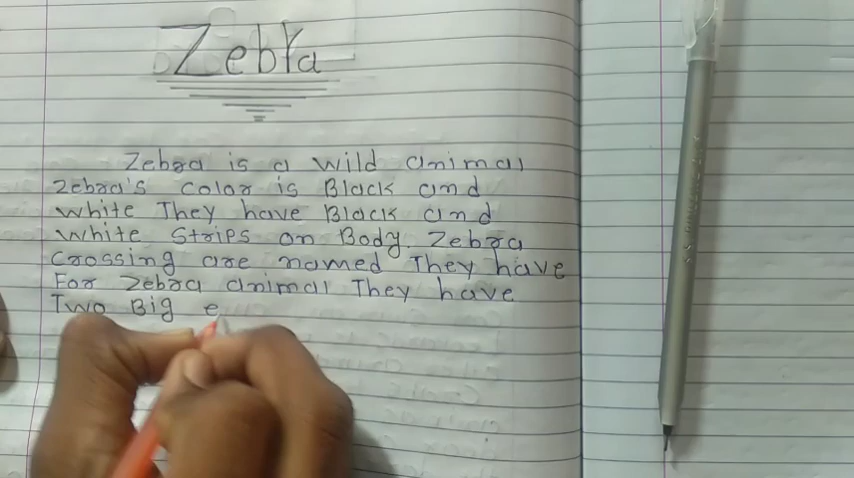 Zebra
Zebra is a wild animal
Zebra's color is Black and
white They have Black and
white Strips on Body. Zebra
Crossing are named They have
For Zebra animal They have
Two Big e